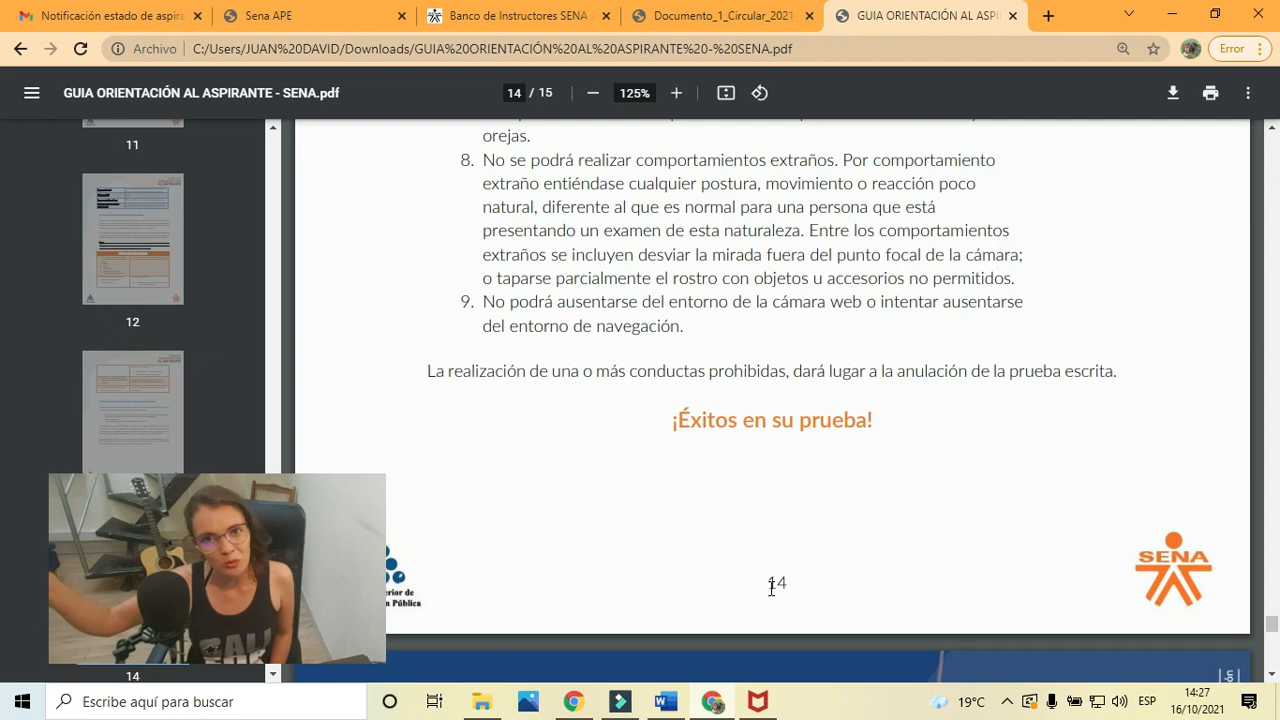 Notificación estado de aspira
Sena APE
Banco de Instructores SENA 2
Documento_1_Circular_2021-
GUIA ORIENTACIÓN AL ASPI
Archivo
C:/Users/JUAN%20DAVID/Downloads/GUIA%20ORIENTACIÓN%20AL%20ASPIRANTE%20-%20SENA.pdf
Error
GUIA ORIENTACIÓN AL ASPIRANTE - SENA.pdf
14 / 15
125%
11
12
14
orejas.
8. No se podrá realizar comportamientos extraños. Por comportamiento
extraño entiéndase cualquier postura, movimiento o reacción poco
natural, diferente al que es normal para una persona que está
presentando un examen de esta naturaleza. Entre los comportamientos
extraños se incluyen desviar la mirada fuera del punto focal de la cámara;
o taparse parcialmente el rostro con objetos u accesorios no permitidos.
9. No podrá ausentarse del entorno de la cámara web o intentar ausentarse
del entorno de navegación.
La realización de una o más conductas prohibidas, dará lugar a la anulación de la prueba escrita.
¡Éxitos en su prueba!
erior de
n Pública
14
SENA
Escribe aquí para buscar
19°C
ESP
14:27
16/10/2021